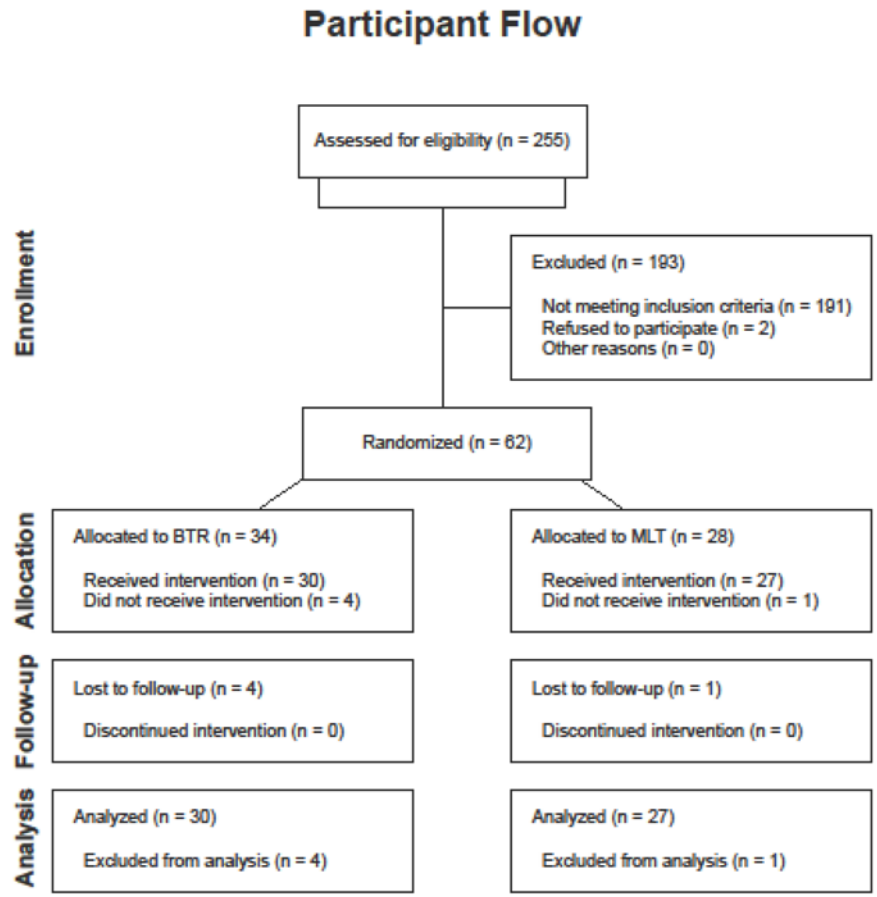 Participant Flow
Assessed for eligibility (n = 255)
Enrollment
Excluded (n = 193)
Not meeting inclusion criteria (n = 191)
Refused to participate (n = 2)
Other reasons (n = 0)
Randomized (n = 62)
Allocation
Allocated to BTR (n = 34)
Received intervention (n = 30)
Did not receive intervention (n = 4)
Allocated to MLT (n = 28)
Received intervention (n = 27)
Did not receive intervention (n = 1)
Follow-up
Lost to follow-up (n = 4)
Discontinued intervention (n = 0)
Lost to follow-up (n = 1)
Discontinued intervention (n = 0)
Analysis
Analyzed (n = 30)
Excluded from analysis (n = 4)
Analyzed (n = 27)
Excluded from analysis (n = 1)